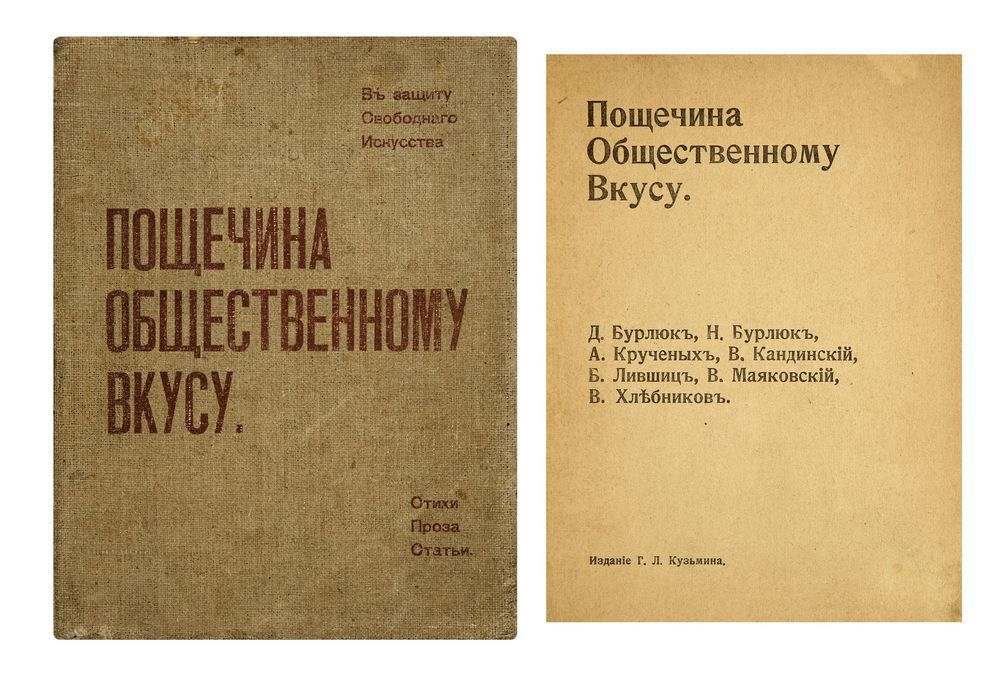 Въ защиту
Свободнаго
Искусства
ПОЩЕЧИНА
ОБЩЕСТВЕННОМУ
ВКУСУ.
Стихи
Проза
Статьи.
Пощечина
Общественному
Вкусу.
Д. Бурлюкъ, Н. Бурлюкъ,
А. Крученыхъ, В. Кандинскій,
Б. Лившицъ, В. Маяковскій,
В. Хлѣбниковъ.
Изданіе Г. Л. Кузьмина.